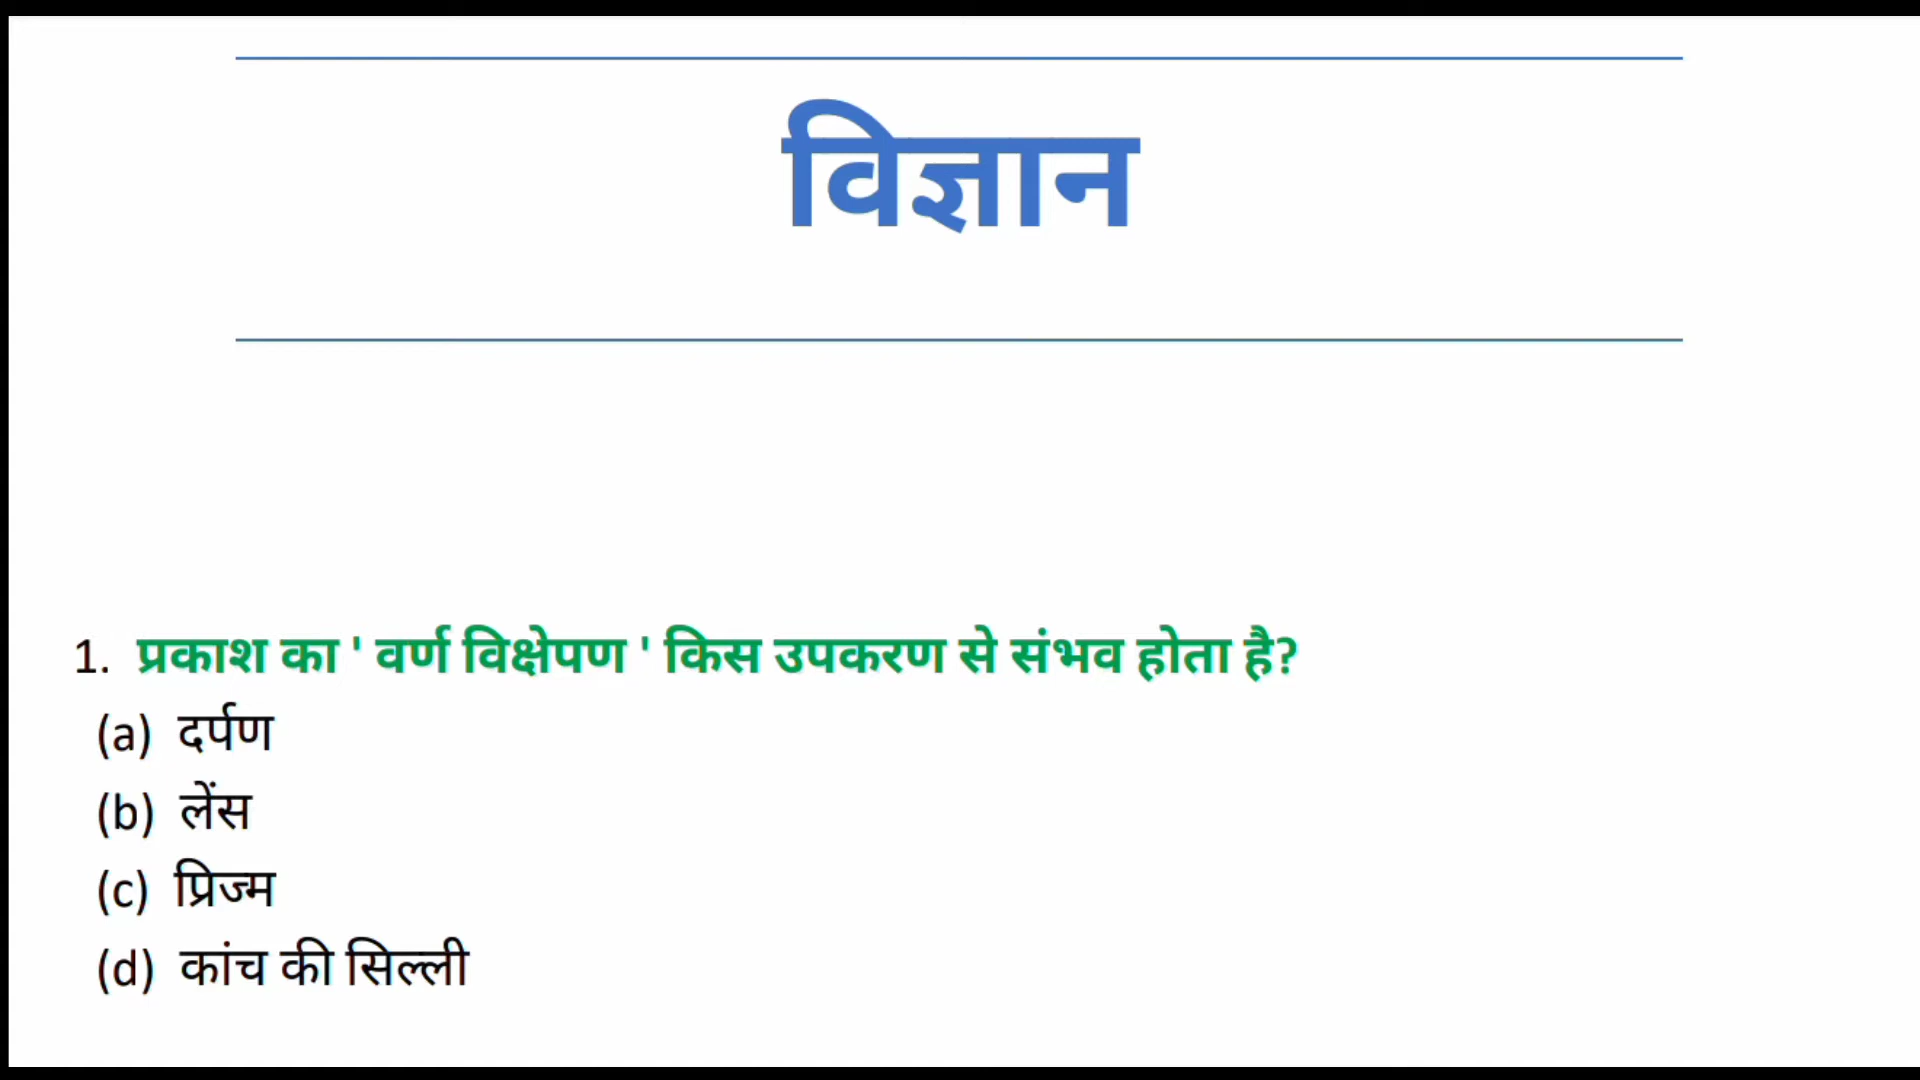 विज्ञान
1. प्रकाश का ' वर्ण विक्षेपण ' किस उपकरण से संभव होता है?
(a) दर्पण
(b) लेंस
(c) प्रिज्म
(d) कांच की सिल्ली